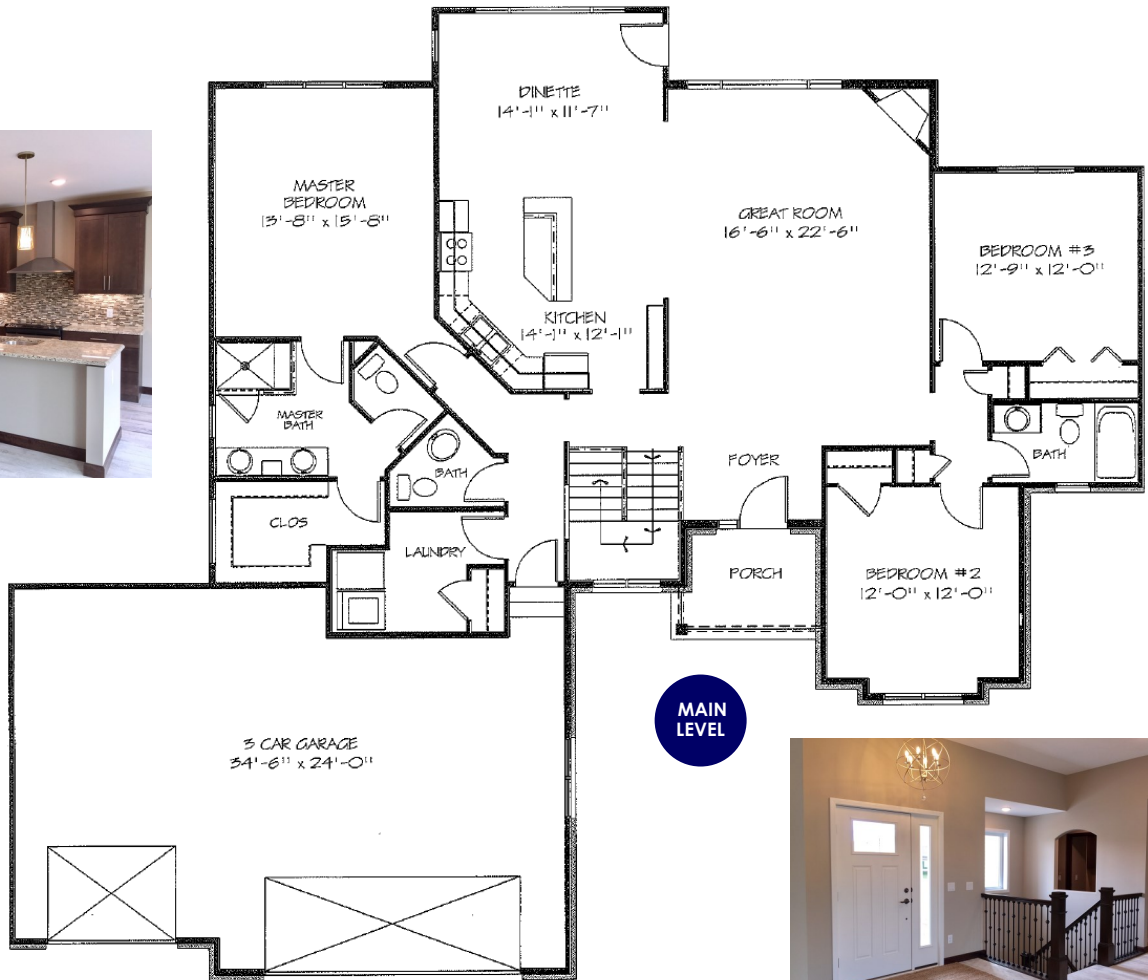 DINETTE
14'-1" x 11'-7"
MASTER
BEDROOM
13'-8" x 15'-8"
GREAT ROOM
16'-6" x 22'-6"
BEDROOM #3
12'-9" x 12'-0"
KITCHEN
14'-1" x 12'-1"
MASTER
BATH
BATH
FOYER
BATH
CLOS
LAUNDRY
PORCH
BEDROOM #2
12'-0" x 12'-0"
MAIN
LEVEL
3 CAR GARAGE
34'-6" x 24'-0"